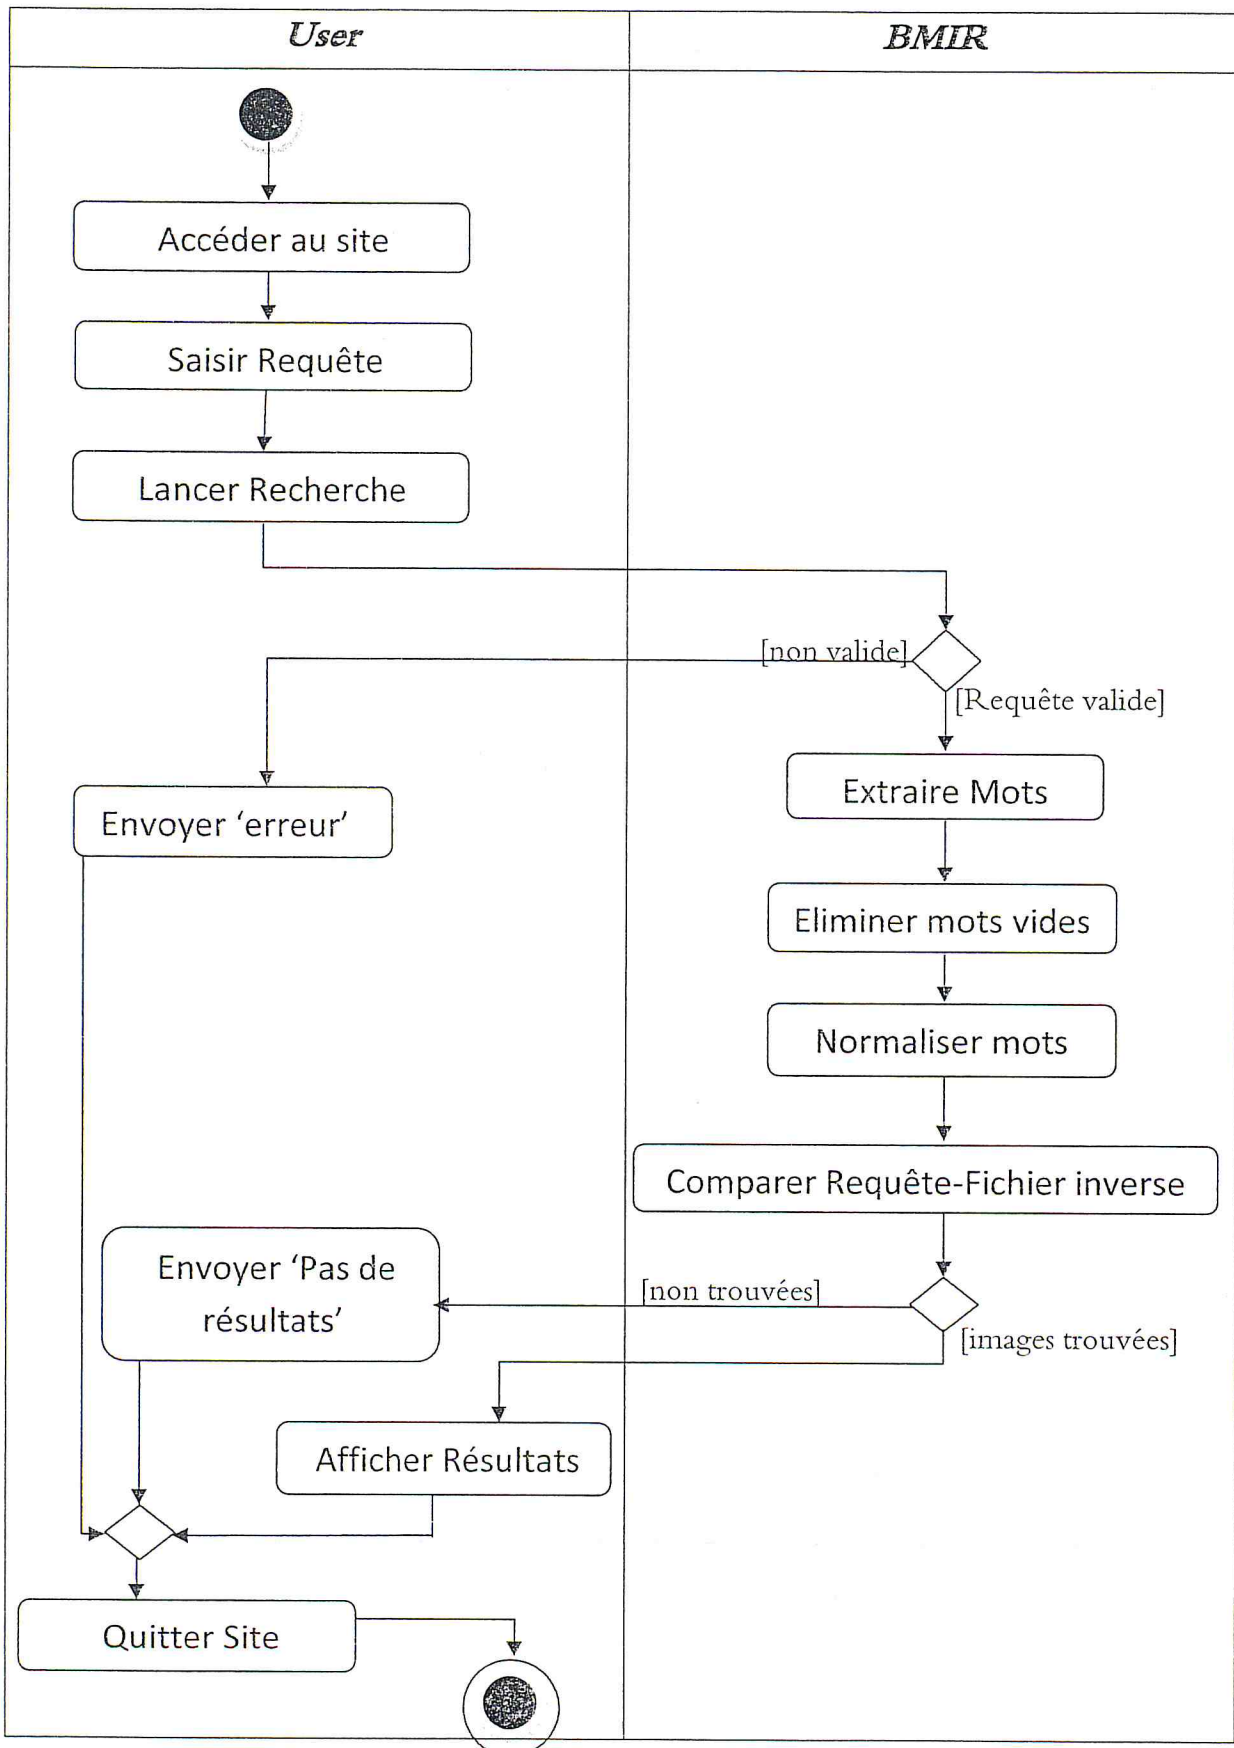 User
BMIR
Accéder au site
Saisir Requête
Lancer Recherche
[non valide]
[Requête valide]
Extraire Mots
Envoyer ‘erreur’
Eliminer mots vides
Normaliser mots
Comparer Requête-Fichier inverse
Envoyer ‘Pas de
résultats’
[non trouvées]
[images trouvées]
Afficher Résultats
Quitter Site